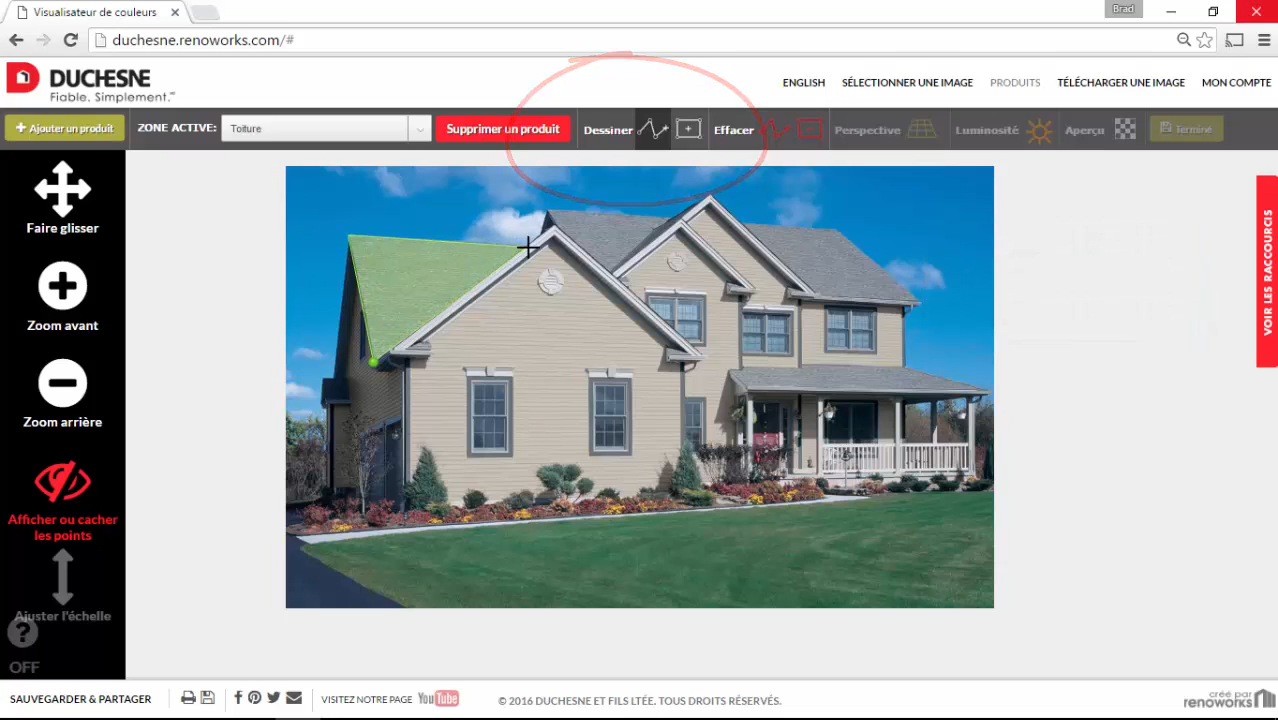 Visualisateur de couleurs
Brad
duchesne.renoworks.com/#
DUCHESNE
Fiable. Simplement.™
ENGLISH SÉLECTIONNER UNE IMAGE PRODUITS TÉLÉCHARGER UNE IMAGE MON COMPTE
Ajouter un produit ZONE ACTIVE: Toiture Supprimer un produit Dessiner Effacer Perspective Luminosité Aperçu Terminé
Faire glisser
Zoom avant
Zoom arrière
Afficher ou cacher
les points
Ajuster l'échelle
?
OFF
VOIR LES RACCOURCIS
SAUVEGARDER & PARTAGER VISITEZ NOTRE PAGE YouTube © 2016 DUCHESNE ET FILS LTÉE. TOUS DROITS RÉSERVÉS.
créé par
renoworks